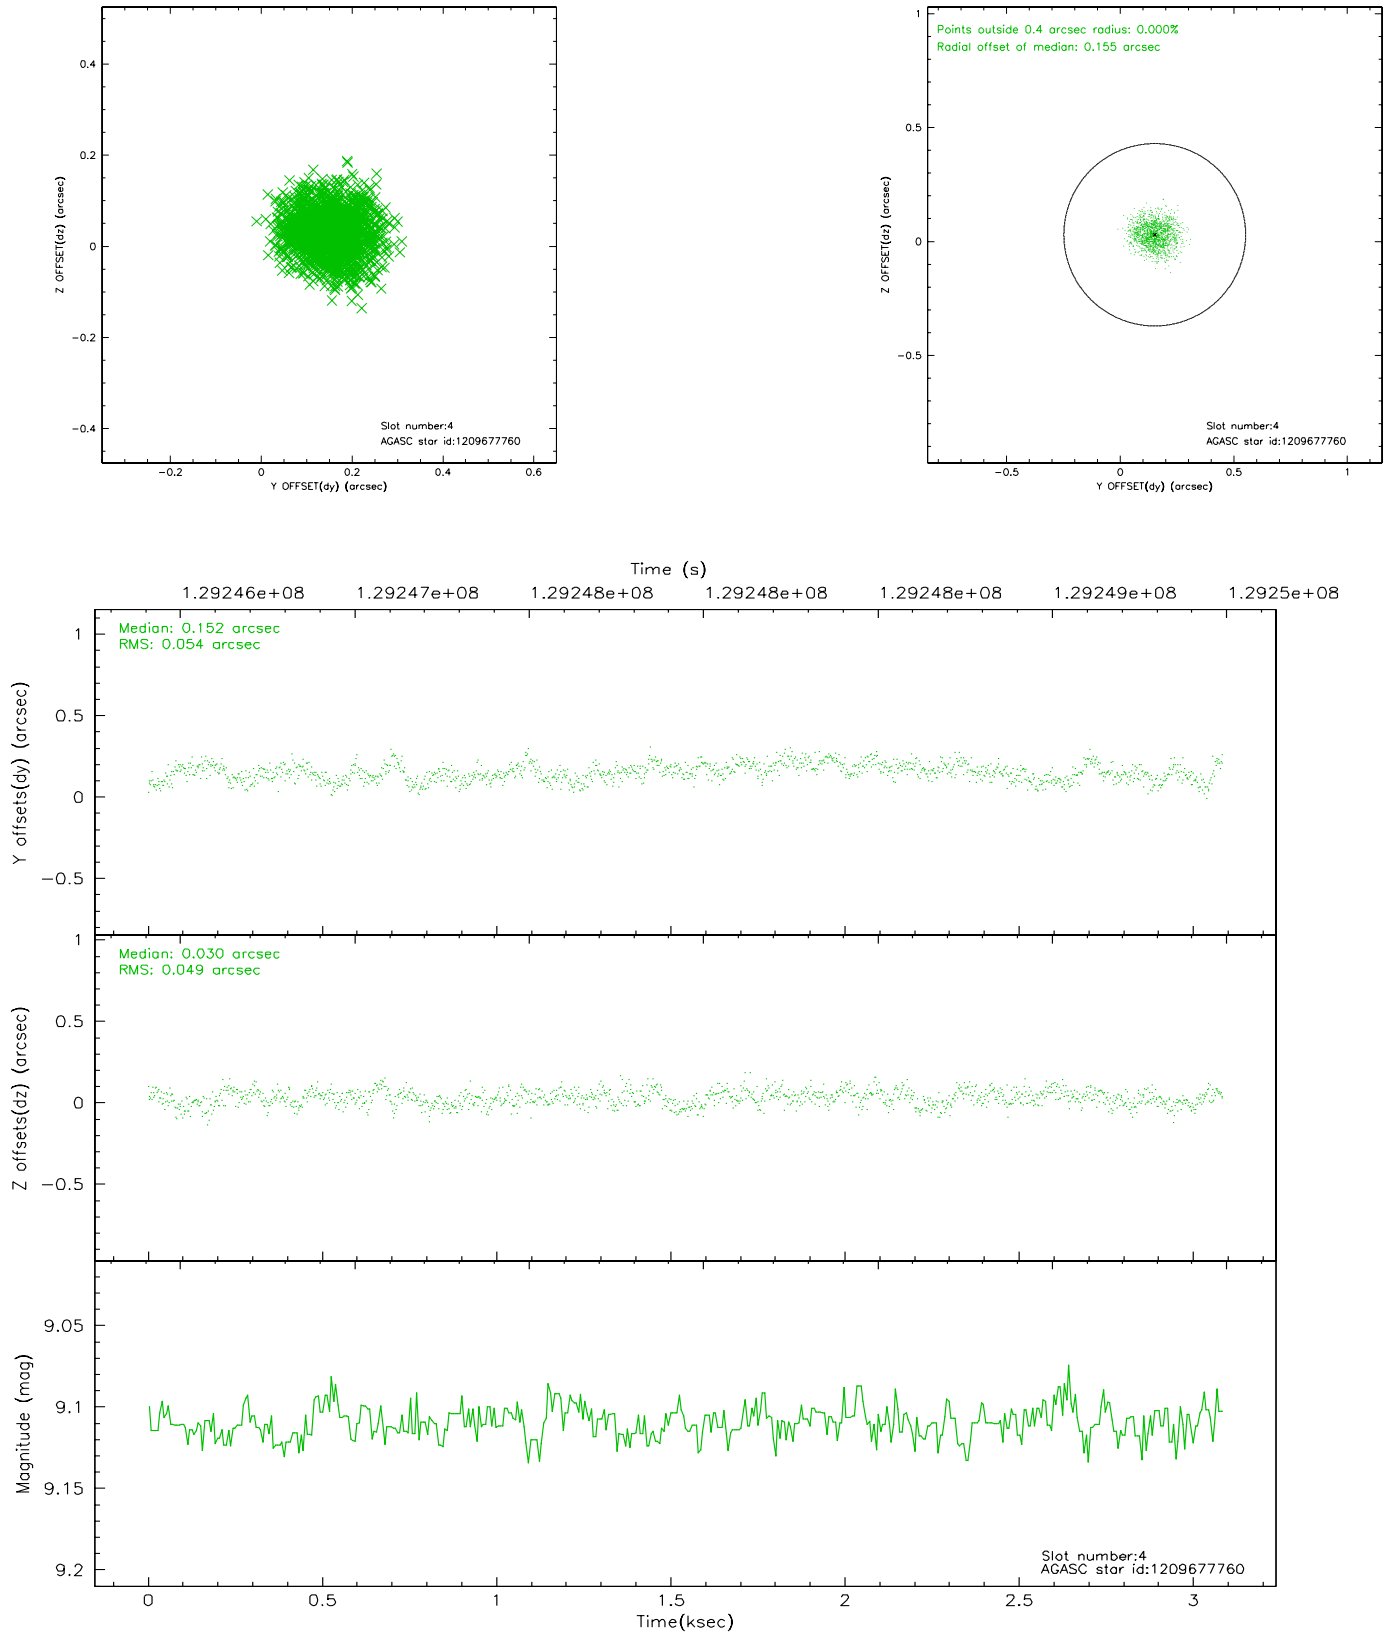 0.4
0.2
0
-0.2
-0.4
Z OFFSET(dz) (arcsec)
Slot number:4
AGASC star id:1209677760
-0.2 0 0.2 0.4 0.6
Y OFFSET(dy) (arcsec)
1
0.5
0
-0.5
Z OFFSET(dz) (arcsec)
Points outside 0.4 arcsec radius: 0.000%
Radial offset of median: 0.155 arcsec
Slot number:4
AGASC star id:1209677760
-0.5 0 0.5 1
Y OFFSET(dy) (arcsec)
Time (s)
1.29246e+08 1.29247e+08 1.29248e+08 1.29248e+08 1.29248e+08 1.29249e+08 1.2925e+08
Median: 0.152 arcsec
RMS: 0.054 arcsec
1
0.5
0
-0.5
Y offsets(dy) (arcsec)
Median: 0.030 arcsec
RMS: 0.049 arcsec
1
0.5
0
-0.5
Z offsets(dz) (arcsec)
9.05
9.1
9.15
9.2
Magnitude (mag)
Slot number:4
AGASC star id:1209677760
0 0.5 1 1.5 2 2.5 3
Time(ksec)